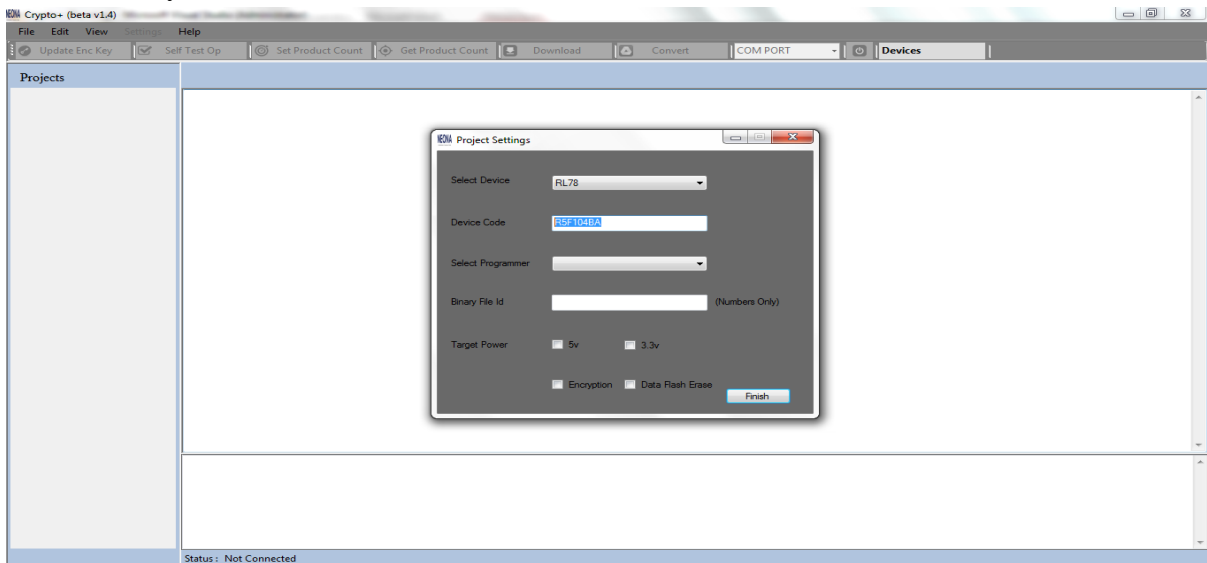 Crypto+ (beta v1.4)
File Edit View Settings Help
Update Enc Key Self Test Op Set Product Count Get Product Count Download Convert COM PORT Devices
Projects
NEONA Project Settings
Select Device RL78
Device Code R5F104BA
Select Programmer
Binary File Id (Numbers Only)
Target Power 5v 3.3v
Encryption Data Flash Erase
Finish
Status : Not Connected